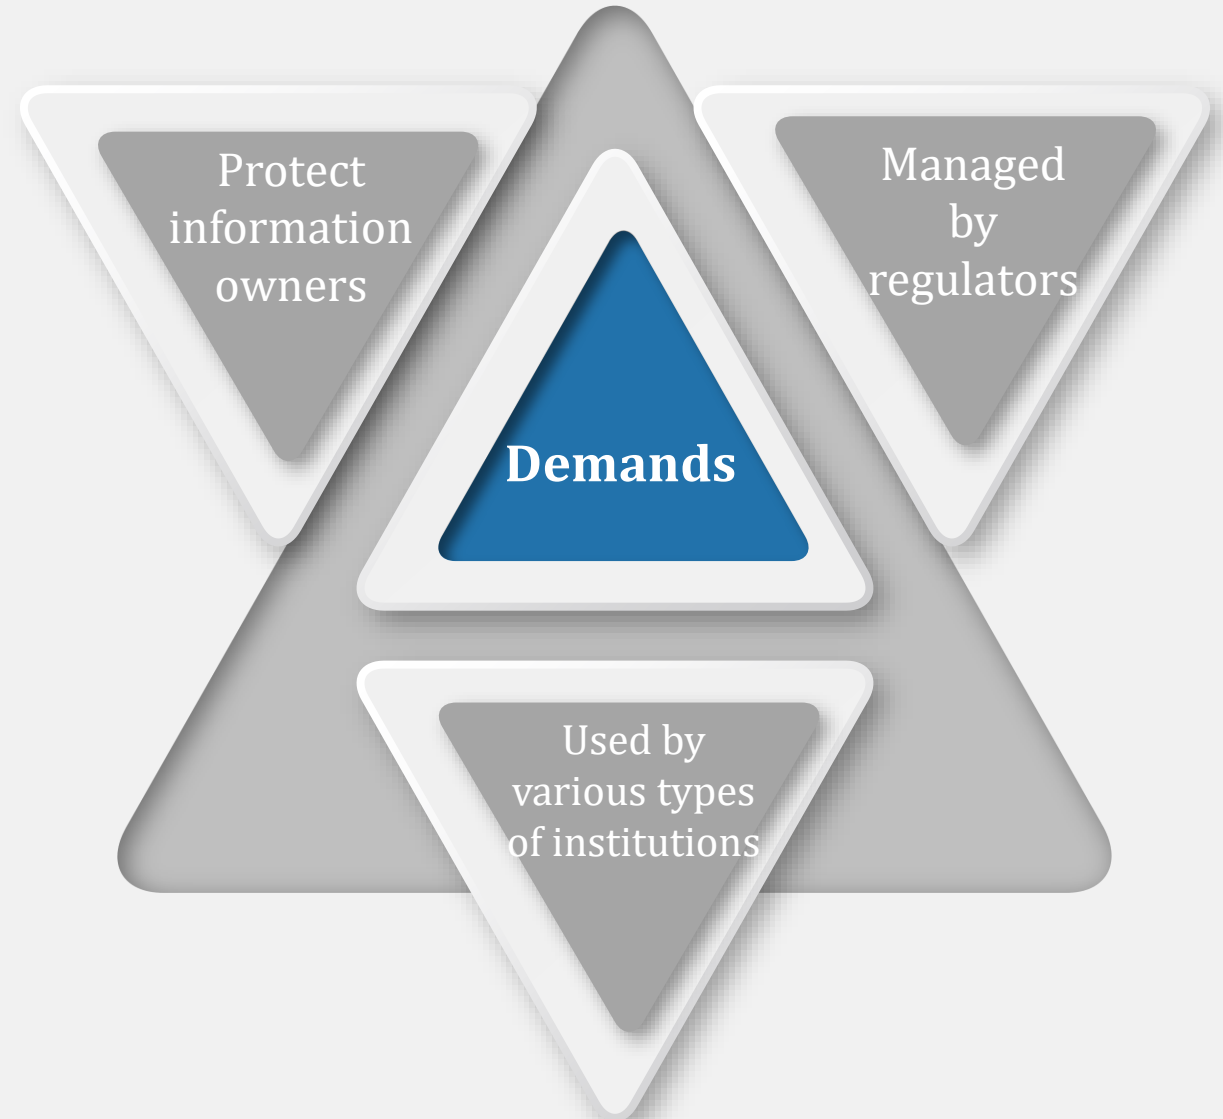 Protect
information
owners
Managed
by
regulators
Demands
Used by
various types
of institutions